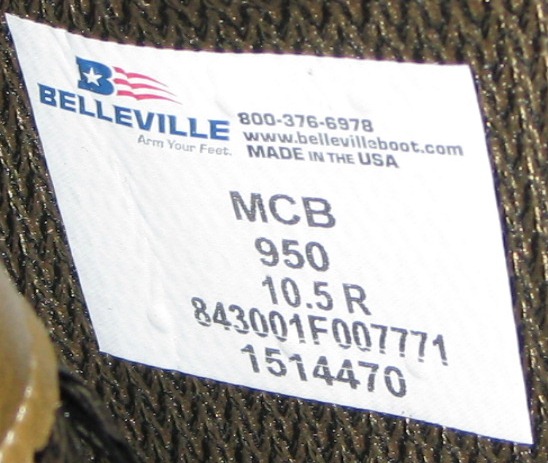 B
BELLEVILLE
Arm Your Feet.
800-376-6978
www.bellevilleboot.com
MADE IN THE USA
MCB
950
10.5 R
843001F007771
1514470